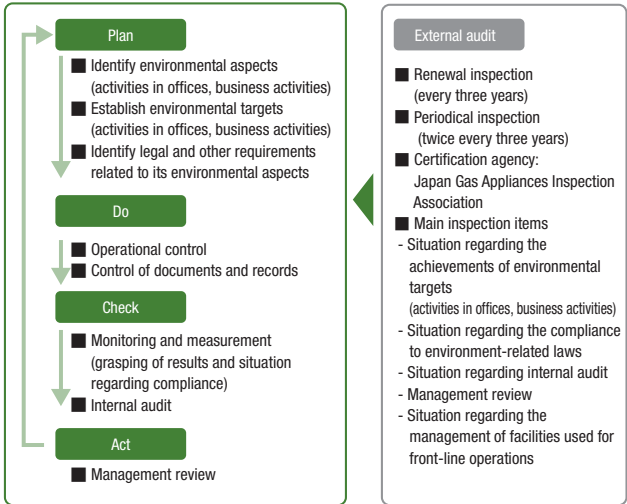 Plan
■ Identify environmental aspects
(activities in offices, business activities)
■ Establish environmental targets
(activities in offices, business activities)
■ Identify legal and other requirements
related to its environmental aspects
Do
■ Operational control
■ Control of documents and records
Check
■ Monitoring and measurement
(grasping of results and situation
regarding compliance)
■ Internal audit
Act
■ Management review
External audit
■ Renewal inspection
(every three years)
■ Periodical inspection
(twice every three years)
■ Certification agency:
Japan Gas Appliances Inspection
Association
■ Main inspection items
- Situation regarding the
achievements of environmental
targets
(activities in offices, business activities)
- Situation regarding the compliance
to environment-related laws
- Situation regarding internal audit
- Management review
- Situation regarding the
management of facilities used for
front-line operations